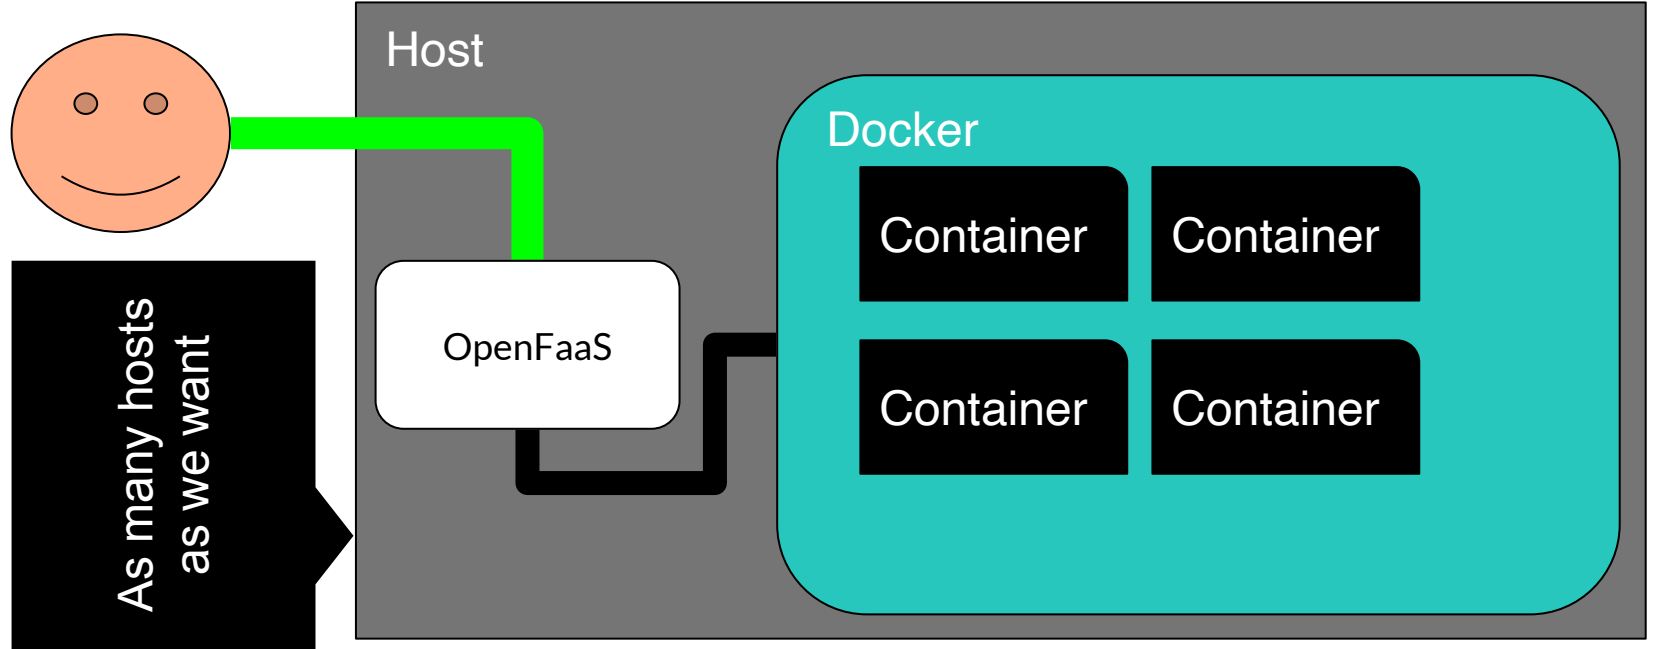 Host
Docker
Container
Container
OpenFaaS
Container
Container
As many hosts
as we want